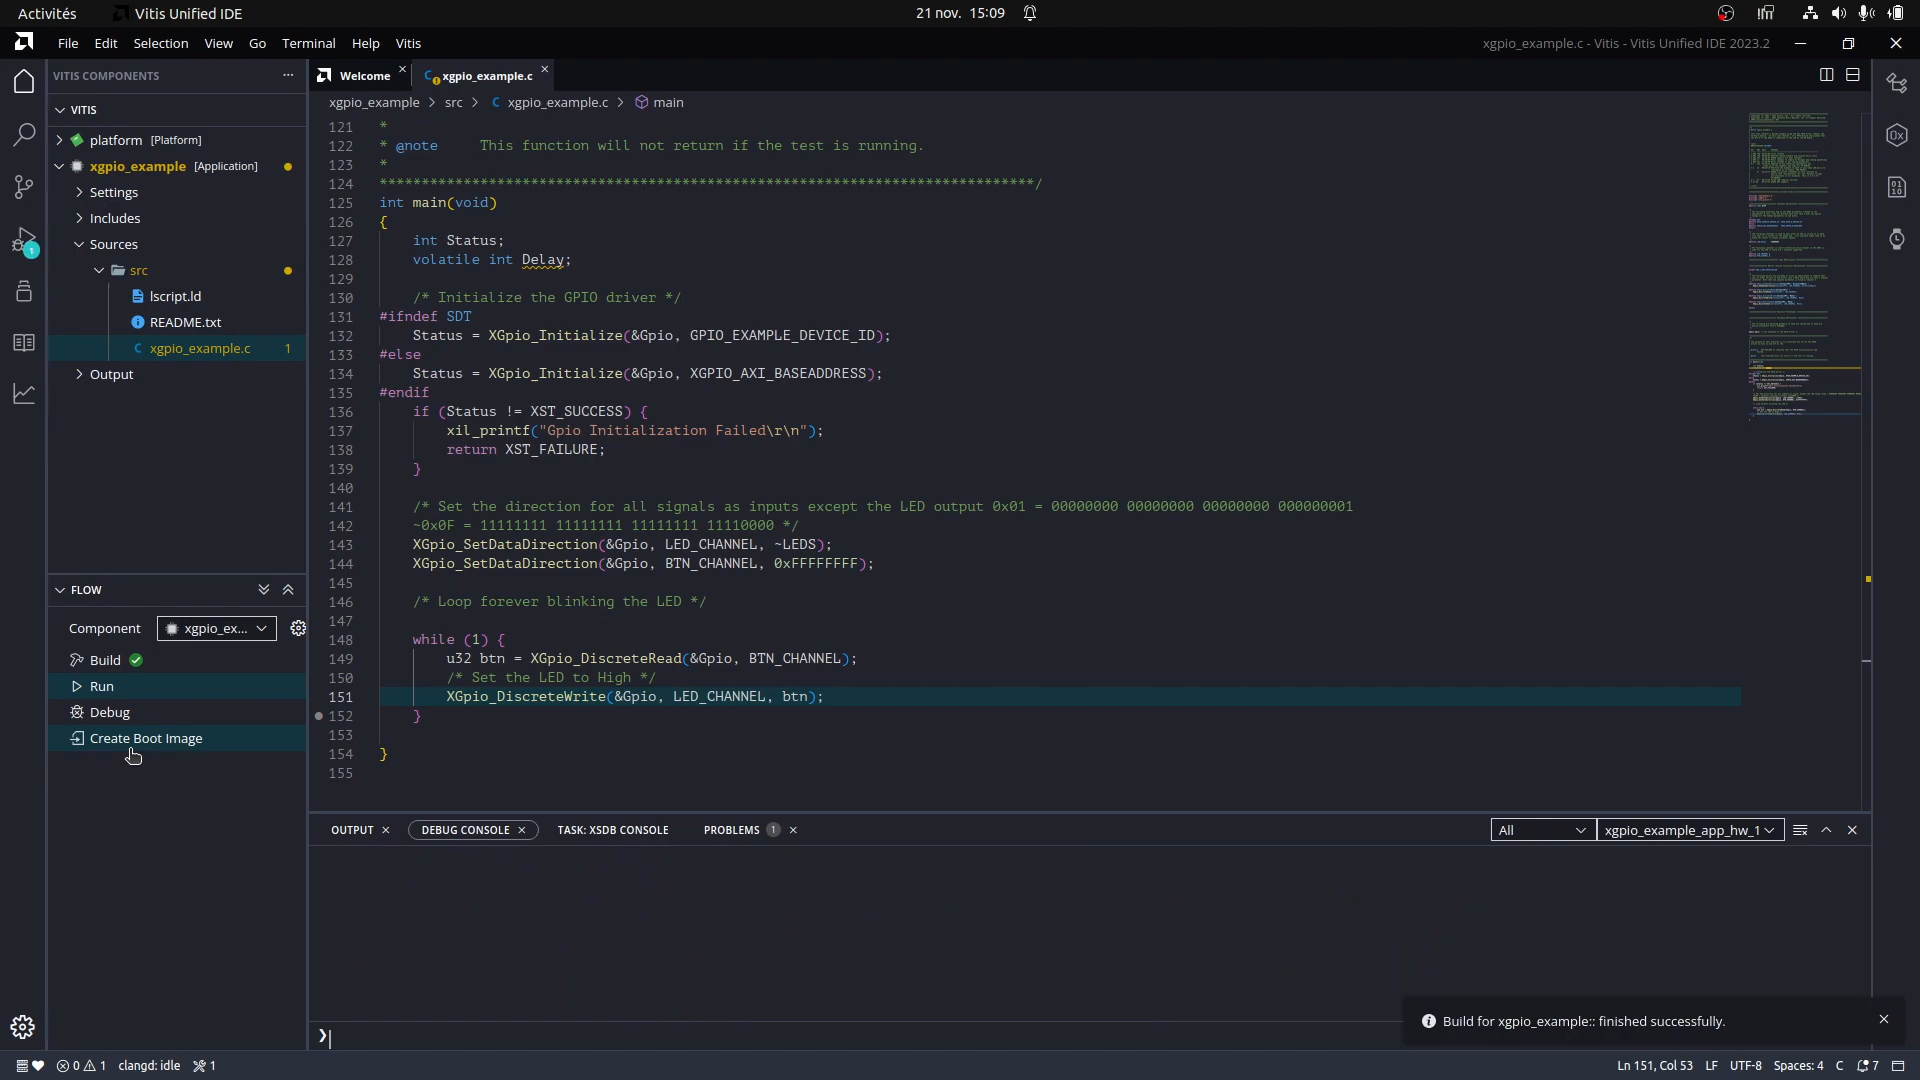 Activités
Vitis Unified IDE
21 nov. 15:09
File Edit Selection View Go Terminal Help Vitis
xgpio_example.c - Vitis - Vitis Unified IDE 2023.2
VITIS COMPONENTS
VITIS
platform [Platform]
xgpio_example [Application]
Settings
Includes
Sources
src
lscript.ld
README.txt
xgpio_example.c 1
Output
FLOW
Component xgpio_ex...
Build
Run
Debug
Create Boot Image
1
Welcome
xgpio_example.c
xgpio_example > src > C xgpio_example.c > main
121 *
122 * @note This function will not return if the test is running.
123 *
124 ******************************************************************************/
125 int main(void)
126 {
127 int Status;
128 volatile int Delay;
129
130 /* Initialize the GPIO driver */
131 #ifndef SDT
132 Status = XGpio_Initialize(&Gpio, GPIO_EXAMPLE_DEVICE_ID);
133 #else
134 Status = XGpio_Initialize(&Gpio, XGPIO_AXI_BASEADDRESS);
135 #endif
136 if (Status != XST_SUCCESS) {
137 xil_printf("Gpio Initialization Failed\r\n");
138 return XST_FAILURE;
139 }
140
141 /* Set the direction for all signals as inputs except the LED output 0x01 = 00000000 00000000 00000000 000000001
142 ~0x0F = 11111111 11111111 11111111 11110000 */
143 XGpio_SetDataDirection(&Gpio, LED_CHANNEL, ~LEDS);
144 XGpio_SetDataDirection(&Gpio, BTN_CHANNEL, 0xFFFFFFFF);
145
146 /* Loop forever blinking the LED */
147
148 while (1) {
149 u32 btn = XGpio_DiscreteRead(&Gpio, BTN_CHANNEL);
150 /* Set the LED to High */
151 XGpio_DiscreteWrite(&Gpio, LED_CHANNEL, btn);
152 }
153
154 }
155
OUTPUT DEBUG CONSOLE TASK: XSDB CONSOLE PROBLEMS 1
All xgpio_example_app_hw_1
Build for xgpio_example:: finished successfully.
0 1 clangd: idle 1
Ln 151, Col 53 LF UTF-8 Spaces: 4 C 7